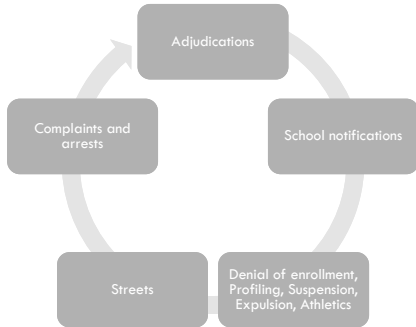 Adjudications
School notifications
Denial of enrollment,
Profiling, Suspension,
Expulsion, Athletics
Streets
Complaints and
arrests